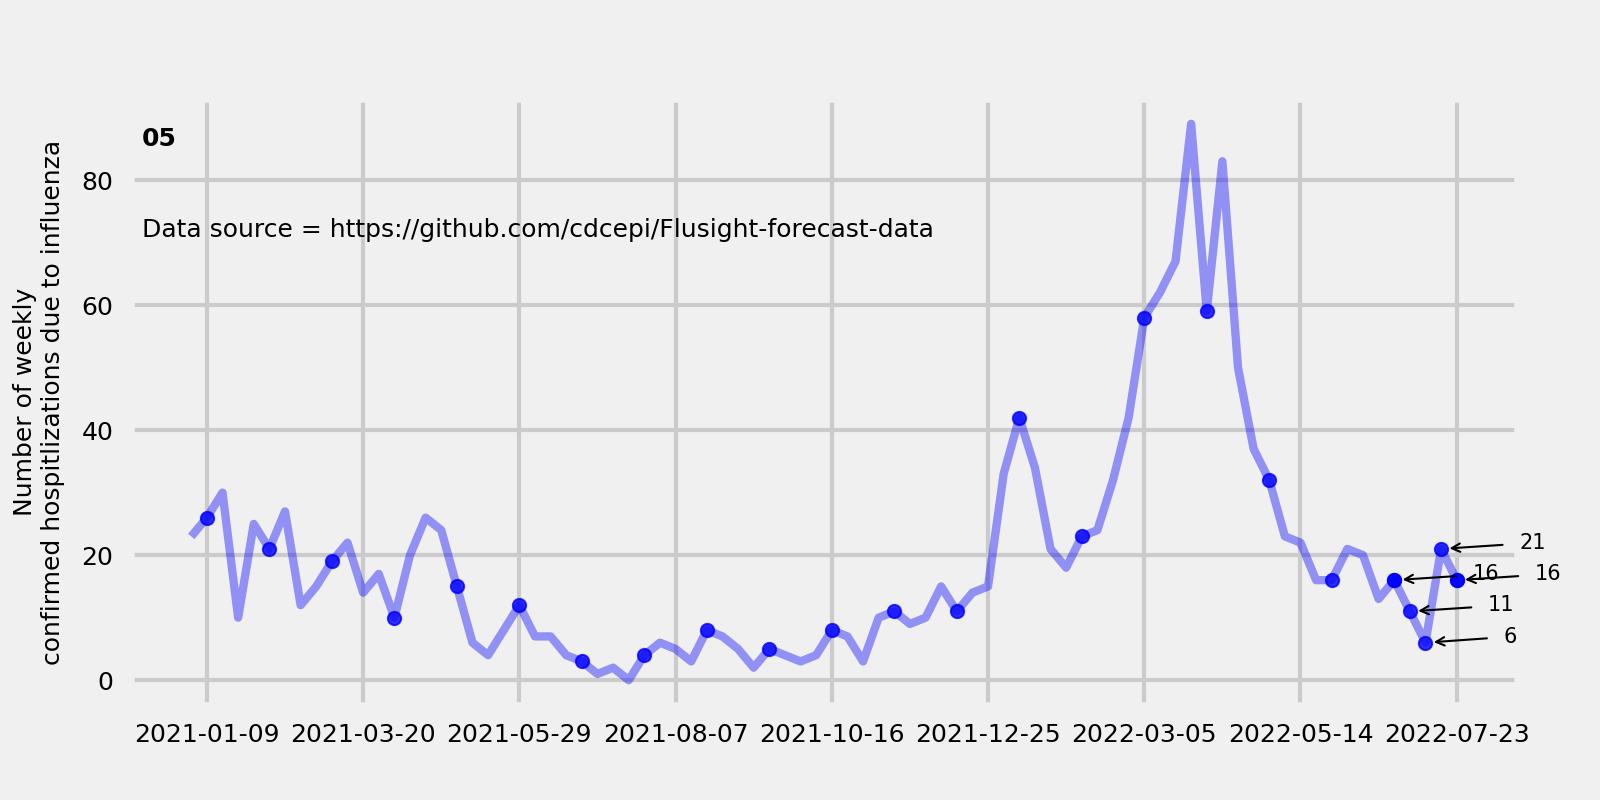 05
Data source = https://github.com/cdcepi/Flusight-forecast-data
Number of weekly
confirmed hospitlizations due to influenza
80
60
40
20
0
21
16
16
11
6
2021-01-09 2021-03-20 2021-05-29 2021-08-07 2021-10-16 2021-12-25 2022-03-05 2022-05-14 2022-07-23